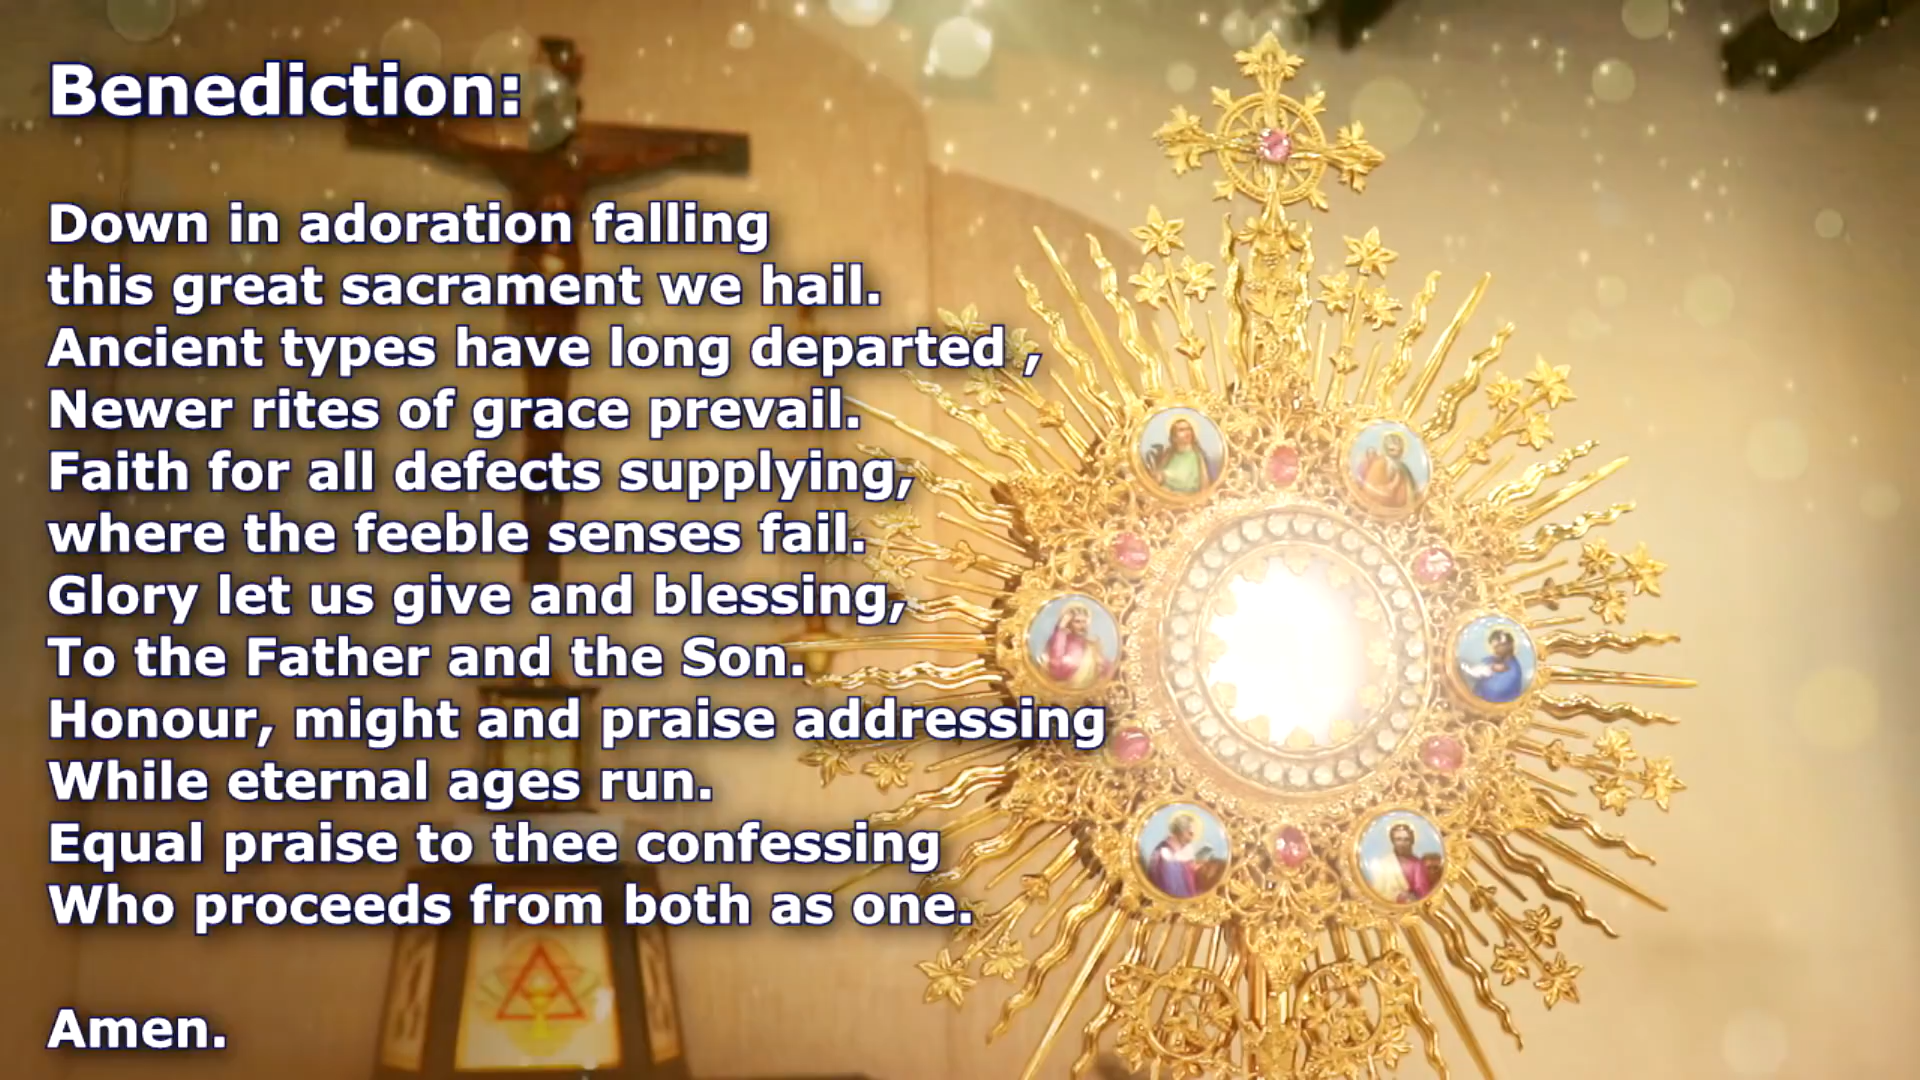 Benediction:
Down in adoration falling
this great sacrament we hail.
Ancient types have long departed ,
Newer rites of grace prevail.
Faith for all defects supplying,
where the feeble senses fail.
Glory let us give and blessing,
To the Father and the Son.
Honour, might and praise addressing
While eternal ages run.
Equal praise to thee confessing
Who proceeds from both as one.
Amen.